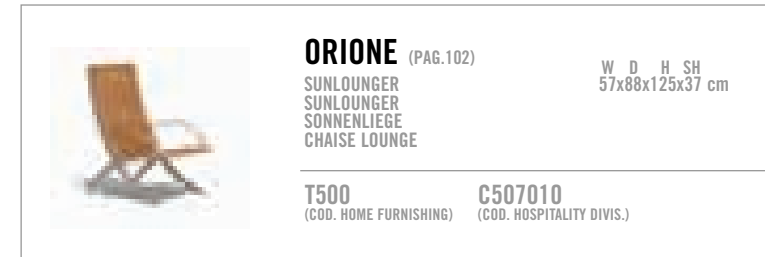 ORIONE (PAG.102)
SUNLOUNGER
SUNLOUNGER
SONNENLIEGE
CHAISE LOUNGE
W D H SH
57x88x125x37 cm
T500 C507010
(COD. HOME FURNISHING) (COD. HOSPITALITY DIVIS.)